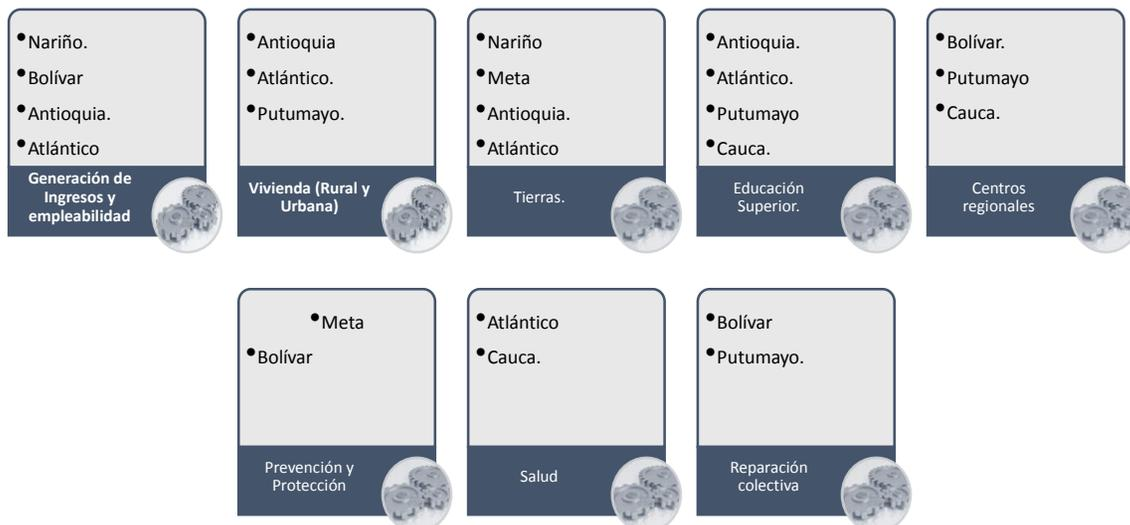 • Nariño.
• Bolívar
• Antioquia.
• Atlántico
Generación de
Ingresos y
empleabilidad
• Antioquia
• Atlántico.
• Putumayo.
Vivienda (Rural y
Urbana)
• Nariño
• Meta
• Antioquia.
• Atlántico
Tierras.
• Antioquia.
• Atlántico.
• Putumayo
• Cauca.
Educación
Superior.
• Bolívar.
• Putumayo
• Cauca.
Centros
regionales
• Meta
• Bolívar
Prevención y
Protección
• Atlántico
• Cauca.
Salud
• Bolívar
• Putumayo.
Reparación
colectiva